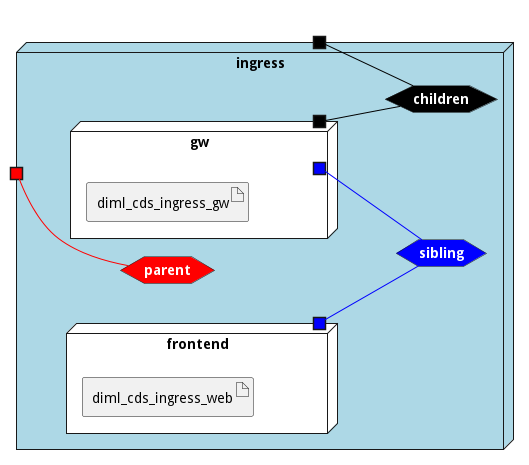 ingress
children
gw
diml_cds_ingress_gw
sibling
parent
frontend
diml_cds_ingress_web